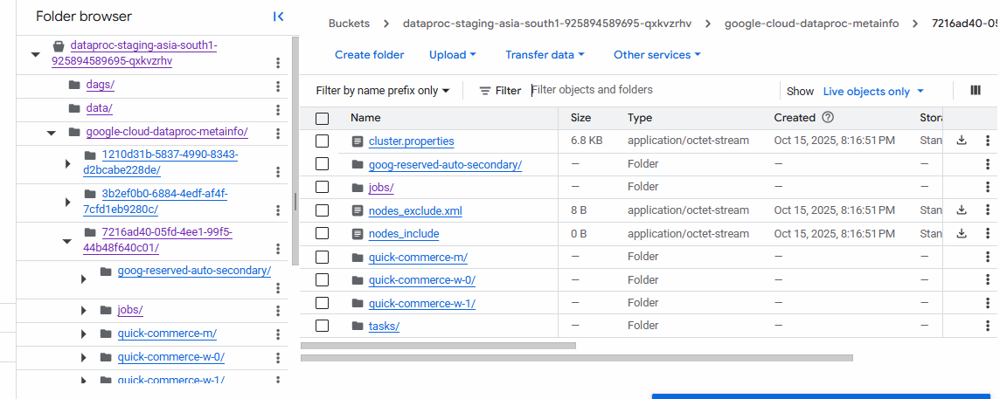 Folder browser
dataproc-staging-asia-south1-
925894589695-qxkvzrhv
dags/
data/
google-cloud-dataproc-metainfo/
1210d31b-5837-4990-8343-
d2bcabe228de/
3b2ef0b0-6884-4edf-af4f-
7cfd1eb9280c/
7216ad40-05fd-4ee1-99f5-
44b48f640c01/
goog-reserved-auto-secondary/
jobs/
quick-commerce-m/
quick-commerce-w-0/
quick-commerce-w-1/
Buckets > dataproc-staging-asia-south1-925894589695-qxkvzrhv > google-cloud-dataproc-metainfo > 7216ad40-05
Create folder Upload Transfer data Other services
Filter by name prefix only Filter Filter objects and folders Show Live objects only
Name Size Type Created Stora
cluster.properties 6.8 KB application/octet-stream Oct 15, 2025, 8:16:51 PM Stan
goog-reserved-auto-secondary/ — Folder — —
jobs/ — Folder — —
nodes_exclude.xml 8 B application/octet-stream Oct 15, 2025, 8:16:51 PM Stan
nodes_include 0 B application/octet-stream Oct 15, 2025, 8:16:51 PM Stan
quick-commerce-m/ — Folder — —
quick-commerce-w-0/ — Folder — —
quick-commerce-w-1/ — Folder — —
tasks/ — Folder — —